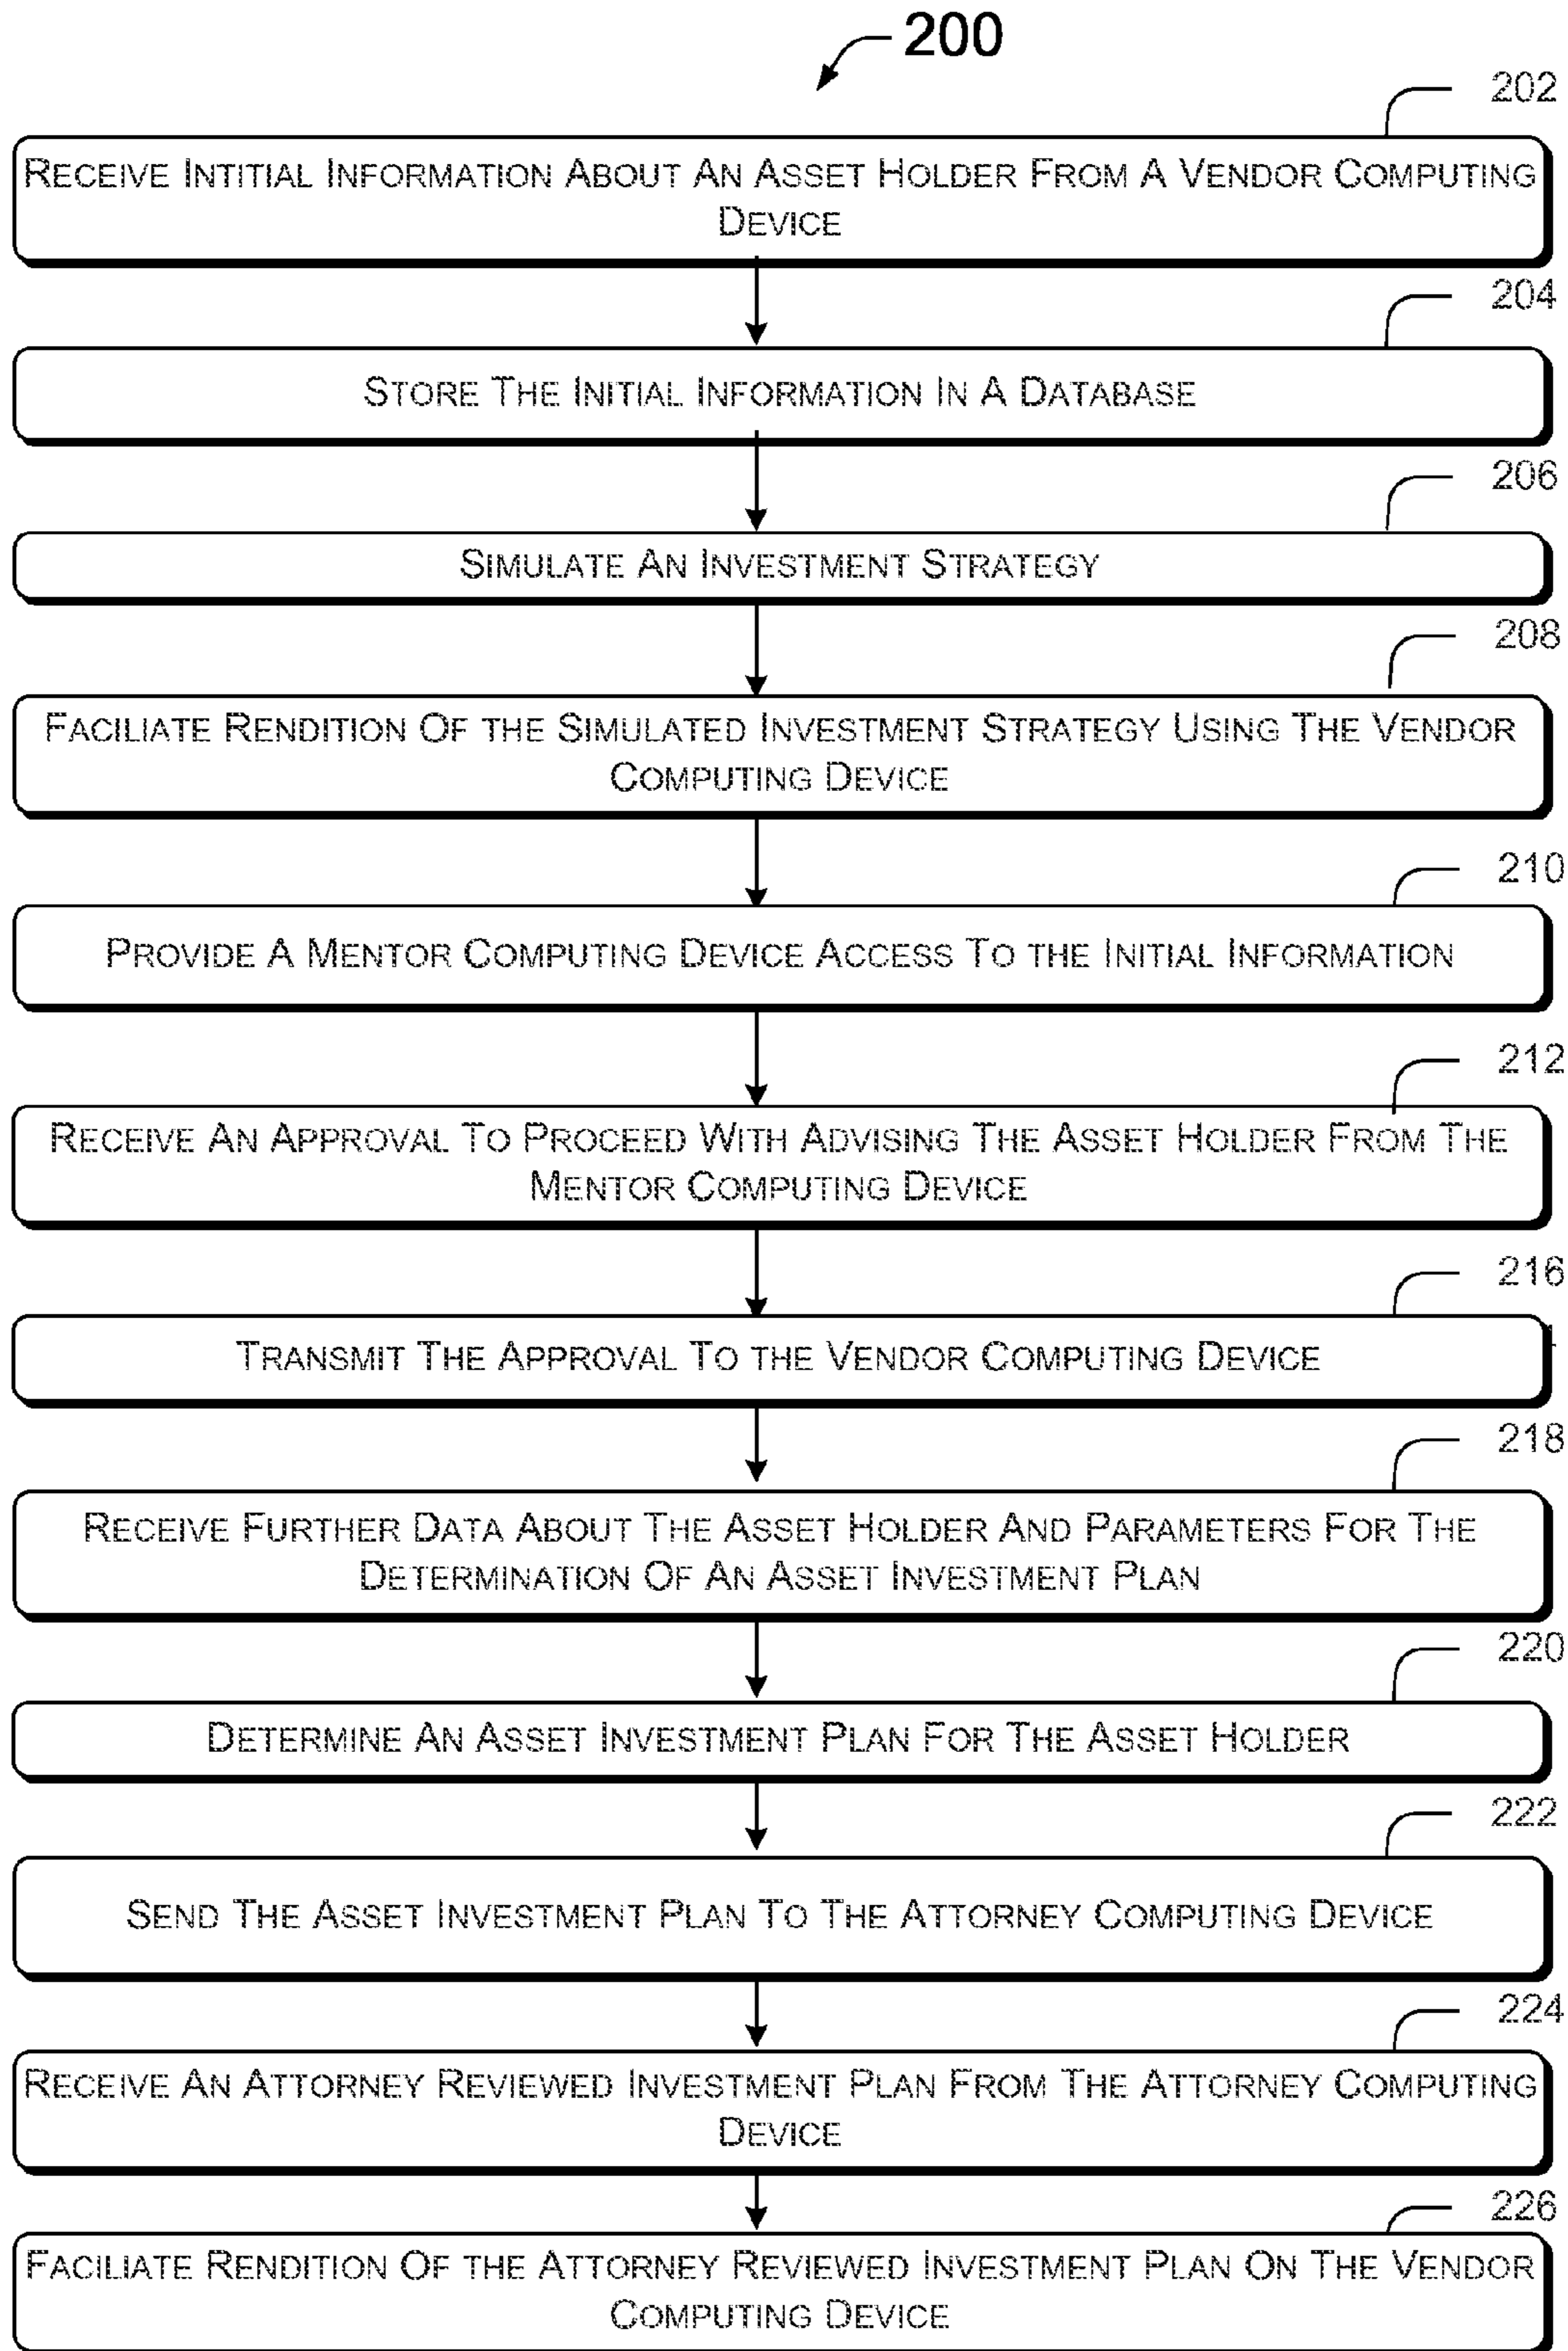 200
202
RECEIVE INTITIAL INFORMATION ABOUT AN ASSET HOLDER FROM A VENDOR COMPUTING
DEVICE
204
STORE THE INITIAL INFORMATION IN A DATABASE
206
SIMULATE AN INVESTMENT STRATEGY
208
FACILIATE RENDITION OF THE SIMULATED INVESTMENT STRATEGY USING THE VENDOR
COMPUTING DEVICE
210
PROVIDE A MENTOR COMPUTING DEVICE ACCESS TO THE INITIAL INFORMATION
212
RECEIVE AN APPROVAL TO PROCEED WITH ADVISING THE ASSET HOLDER FROM THE
MENTOR COMPUTING DEVICE
216
TRANSMIT THE APPROVAL TO THE VENDOR COMPUTING DEVICE
218
RECEIVE FURTHER DATA ABOUT THE ASSET HOLDER AND PARAMETERS FOR THE
DETERMINATION OF AN ASSET INVESTMENT PLAN
220
DETERMINE AN ASSET INVESTMENT PLAN FOR THE ASSET HOLDER
222
SEND THE ASSET INVESTMENT PLAN TO THE ATTORNEY COMPUTING DEVICE
224
RECEIVE AN ATTORNEY REVIEWED INVESTMENT PLAN FROM THE ATTORNEY COMPUTING
DEVICE
226
FACILIATE RENDITION OF THE ATTORNEY REVIEWED INVESTMENT PLAN ON THE VENDOR
COMPUTING DEVICE